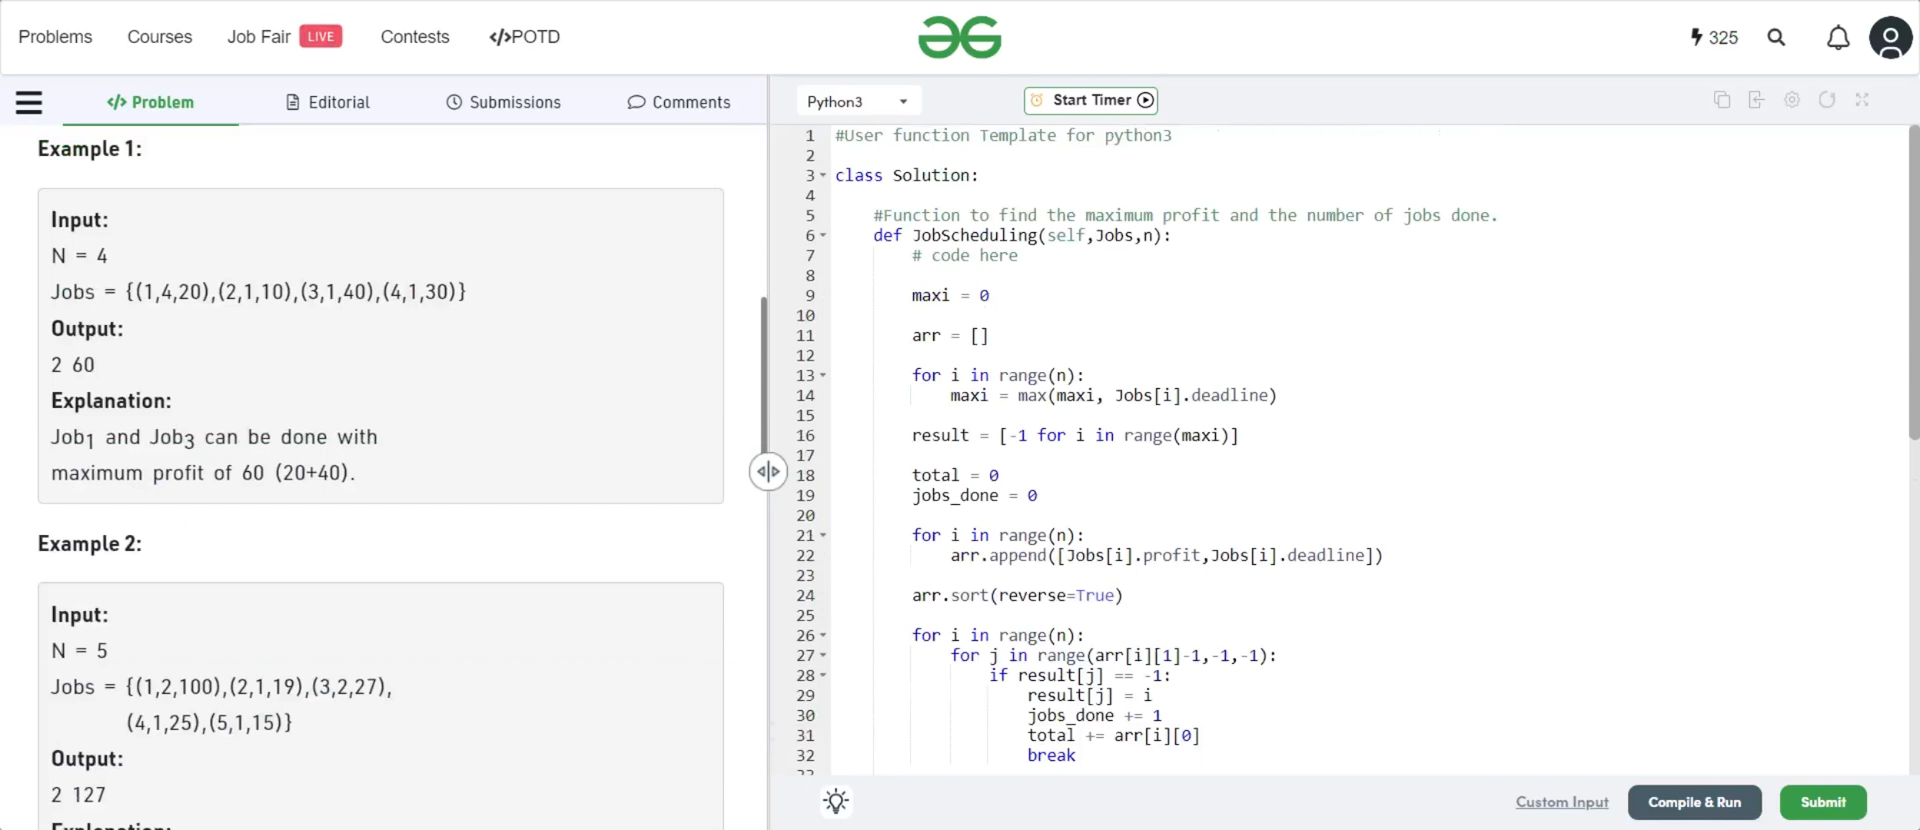 Problems Courses Job Fair LIVE Contests </>POTD 325
</> Problem Editorial Submissions Comments
Example 1:
Input:
N = 4
Jobs = {(1,4,20),(2,1,10),(3,1,40),(4,1,30)}
Output:
2 60
Explanation:
Job1 and Job3 can be done with
maximum profit of 60 (20+40).
Example 2:
Input:
N = 5
Jobs = {(1,2,100),(2,1,19),(3,2,27),
(4,1,25),(5,1,15)}
Output:
2 127
Explanation:
Python3 Start Timer
1 #User function Template for python3
2
3 class Solution:
4
5 #Function to find the maximum profit and the number of jobs done.
6 def JobScheduling(self,Jobs,n):
7 # code here
8
9 maxi = 0
10
11 arr = []
12
13 for i in range(n):
14 maxi = max(maxi, Jobs[i].deadline)
15
16 result = [-1 for i in range(maxi)]
17
18 total = 0
19 jobs_done = 0
20
21 for i in range(n):
22 arr.append([Jobs[i].profit,Jobs[i].deadline])
23
24 arr.sort(reverse=True)
25
26 for i in range(n):
27 for j in range(arr[i][1]-1,-1,-1):
28 if result[j] == -1:
29 result[j] = i
30 jobs_done += 1
31 total += arr[i][0]
32 break
33
Custom Input Compile & Run Submit